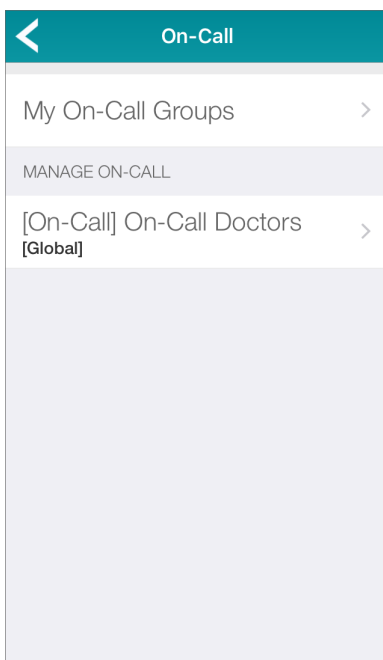 On-Call
My On-Call Groups
MANAGE ON-CALL
[On-Call] On-Call Doctors
[Global]